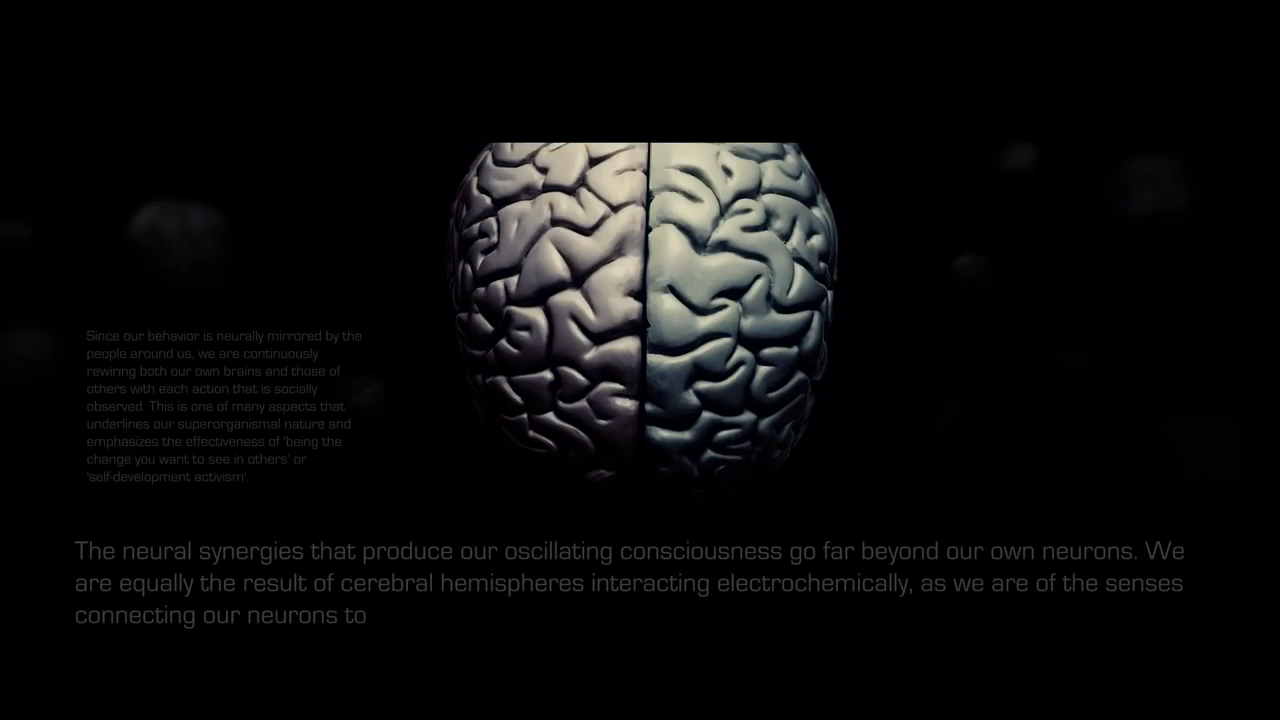 Since our behavior is neurally mirrored by the
people around us, we are continuously
rewiring both our own brains and those of
others with each action that is socially
observed. This is one of many aspects that
underlines our superorganismal nature and
emphasizes the effectiveness of 'being the
change you want to see in others' or
'self-development activism'.
The neural synergies that produce our oscillating consciousness go far beyond our own neurons. We
are equally the result of cerebral hemispheres interacting electrochemically, as we are of the senses
connecting our neurons to